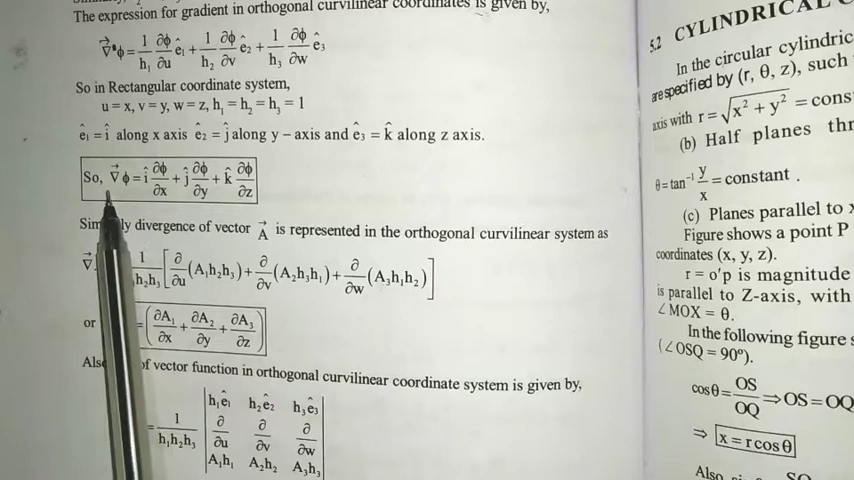 The expression for gradient in orthogonal curvilinear coordinates is given by,
∇⃗ φ = 1/h₁ ∂φ/∂u ê₁ + 1/h₂ ∂φ/∂v ê₂ + 1/h₃ ∂φ/∂w ê₃
So in Rectangular coordinate system,
u = x, v = y, w = z, h₁ = h₂ = h₃ = 1
ê₁ = î along x axis ê₂ = ĵ along y – axis and ê₃ = k̂ along z axis.
So, ∇⃗ φ = î ∂φ/∂x + ĵ ∂φ/∂y + k̂ ∂φ/∂z
divergence of vector A⃗ is represented in the orthogonal curvilinear system as
∇⃗. 1/h₂h₃ [∂/∂u (A₁h₂h₃) + ∂/∂v (A₂h₃h₁) + ∂/∂w (A₃h₁h₂)]
or = (∂A₁/∂x + ∂A₂/∂y + ∂A₃/∂z)
of vector function in orthogonal curvilinear coordinate system is given by,
= 1/h₁h₂h₃ | h₁ê₁ h₂ê₂ h₃ê₃
∂/∂u ∂/∂v ∂/∂w
A₁h₁ A₂h₂ A₃h₃ |
5.2 CYLINDRICAL
In the circular cylindric
are specified by (r, θ, z), such
axis with r = √x² + y² = cons
(b) Half planes thr
θ = tan⁻¹ y/x = constant .
(c) Planes parallel to x
Figure shows a point P
coordinates (x, y, z).
r = o'p is magnitude
is parallel to Z-axis, with
∠MOX = θ.
In the following figure s
(∠OSQ = 90º).
cosθ = OS/OQ ⇒ OS = OQ
⇒ x = r cosθ
Also